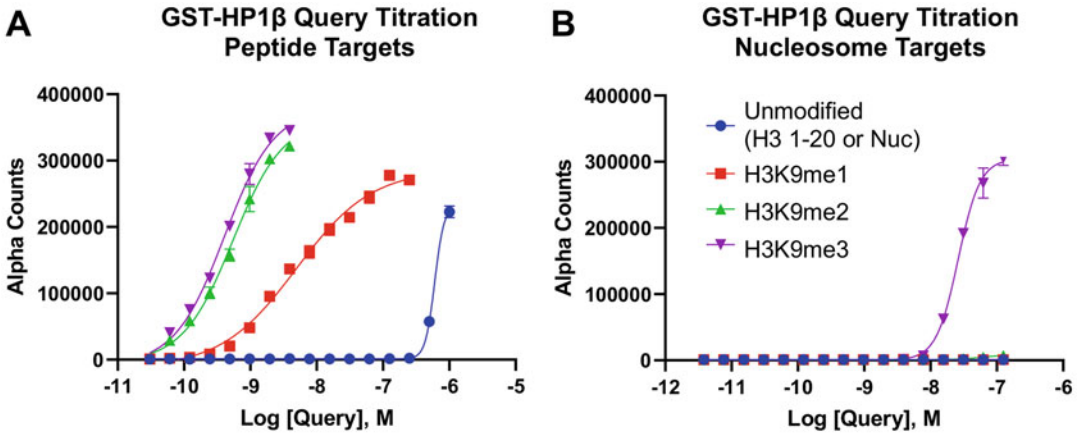 A
GST-HP1β Query Titration
Peptide Targets
Alpha Counts
400000
300000
200000
100000
0
-11
-10
-9
-8
-7
-6
-5
Log [Query], M
B
GST-HP1β Query Titration
Nucleosome Targets
Alpha Counts
400000
300000
200000
100000
0
Unmodified
(H3 1-20 or Nuc)
H3K9me1
H3K9me2
H3K9me3
-12
-11
-10
-9
-8
-7
-6
Log [Query], M